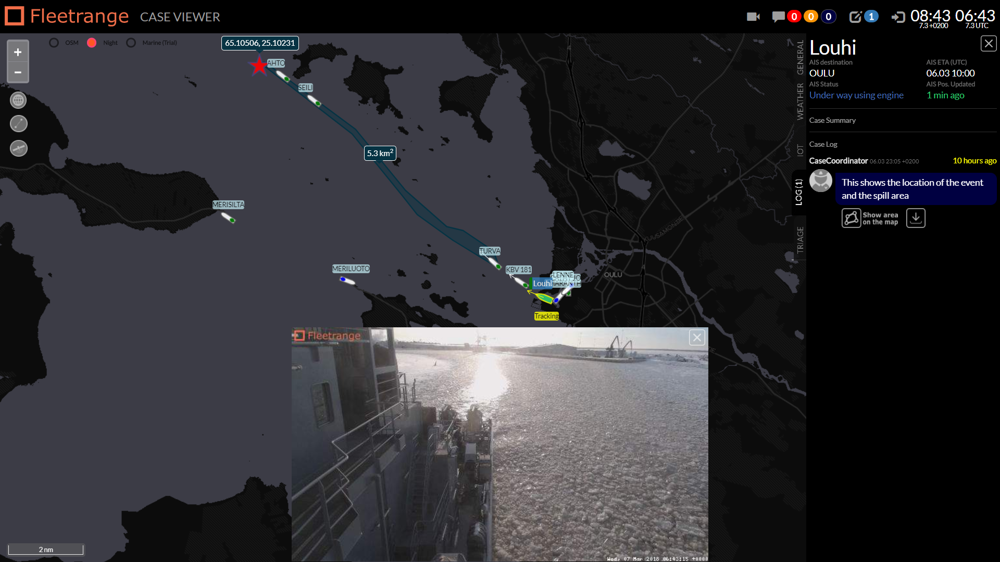 Fleetrange CASE VIEWER
0 0 0 1
08:43 06:43
7.3 +0200 7.3 UTC
+
−
OSM Night Marine (Trial)
65.10506, 25.10231
AHTO
SEILI
5.3 km²
MERISILTA
MERILUOTO
TURVA
KBV 181
LENNE
Louhi
OULU
KUUSAMONTIE
Tracking
2 nm
Fleetrange
Wed, 07 Mar 2018 06:43:15 +0000
GENERAL
WEATHER
IOT
LOG(1)
TRIAGE
Louhi
AIS destination AIS ETA (UTC)
OULU 06.03 10:00
AIS Status AIS Pos. Updated
Under way using engine 1 min ago
Case Summary
Case Log
CaseCoordinator 06.03 23:05 +0200 10 hours ago
This shows the location of the event
and the spill area
Show area
on the map